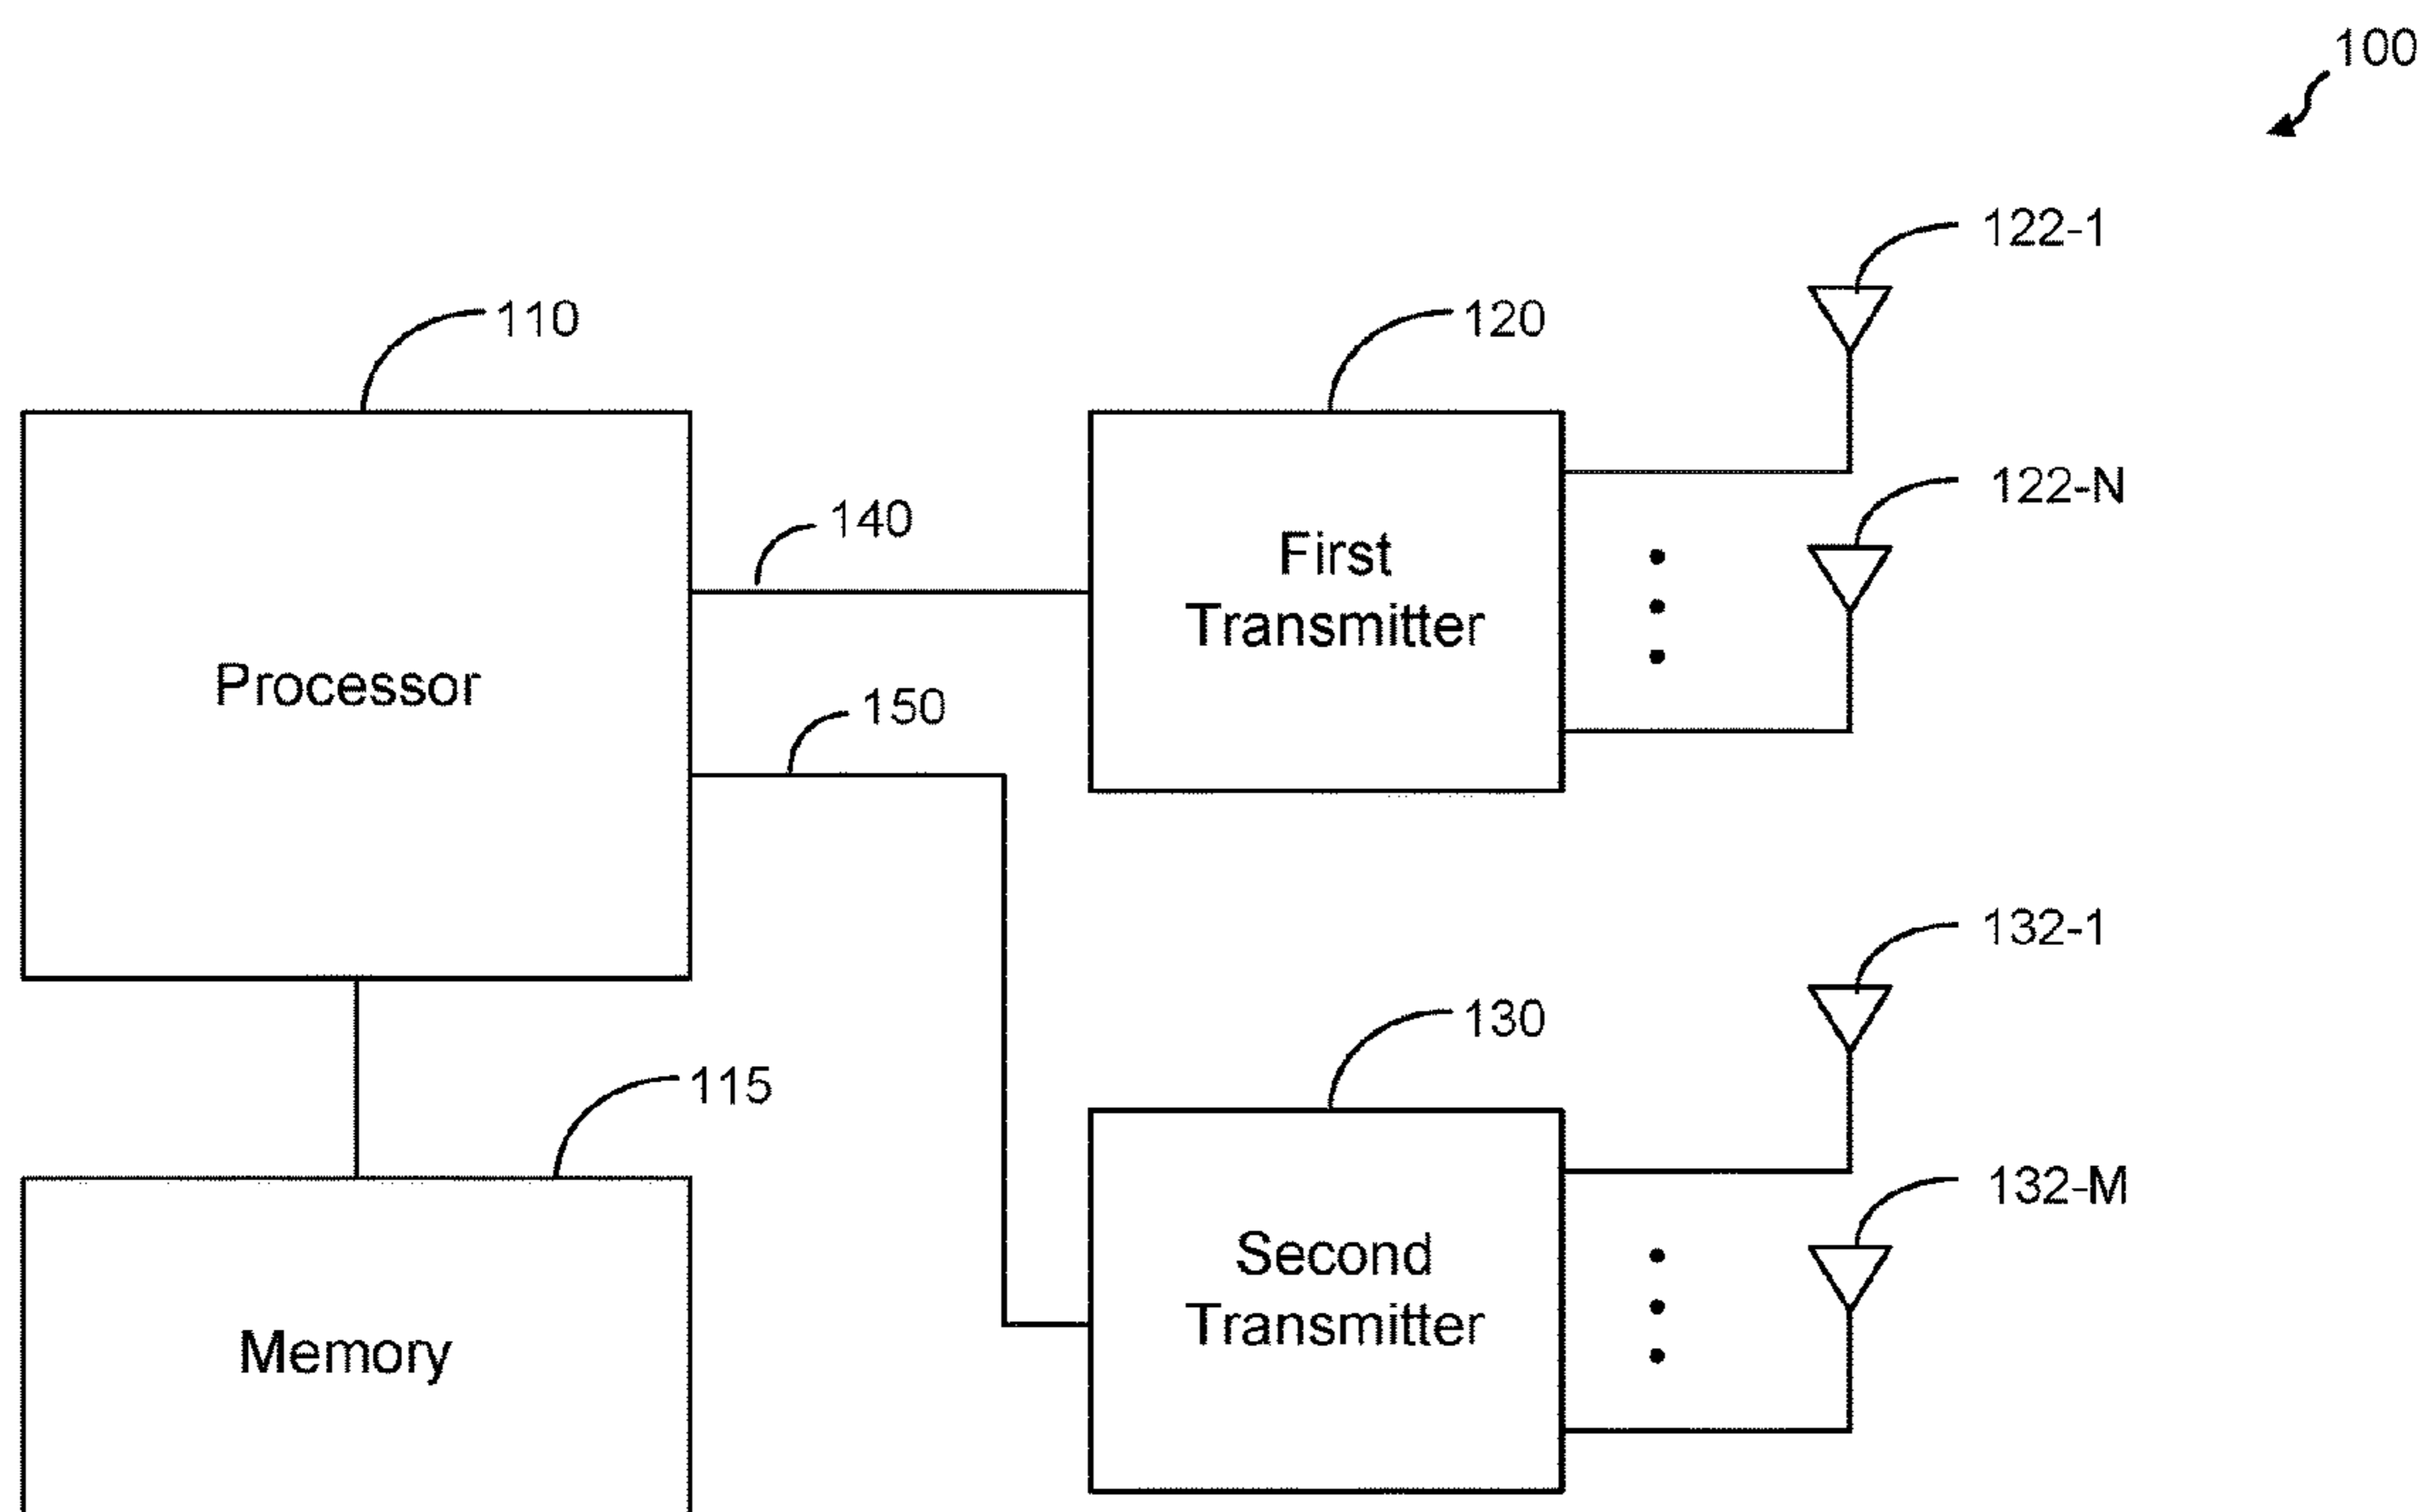 100
122-1
110
120
122-N
140
First
Transmitter
Processor
150
132-1
130
115
132-M
Second
Transmitter
Memory